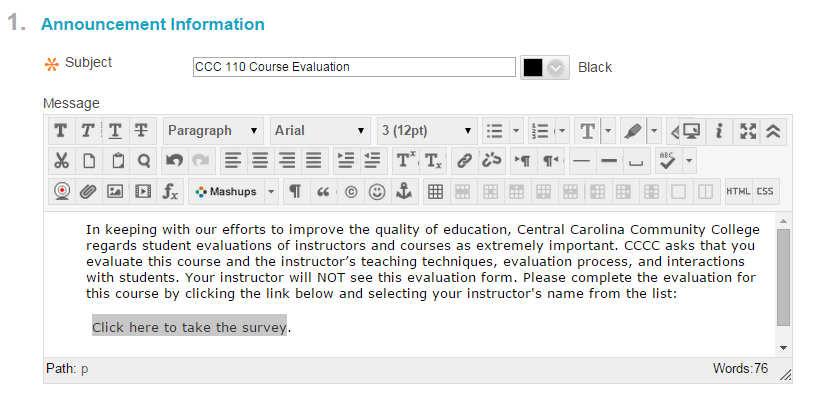 1. Announcement Information
Subject
CCC 110 Course Evaluation
Black
Message
T T T T Paragraph Arial 3 (12pt) T i
T Tx ABC
fx Mashups ¶ “ © HTML CSS
In keeping with our efforts to improve the quality of education, Central Carolina Community College
regards student evaluations of instructors and courses as extremely important. CCCC asks that you
evaluate this course and the instructor’s teaching techniques, evaluation process, and interactions
with students. Your instructor will NOT see this evaluation form. Please complete the evaluation for
this course by clicking the link below and selecting your instructor's name from the list:
Click here to take the survey.
Path: p
Words:76